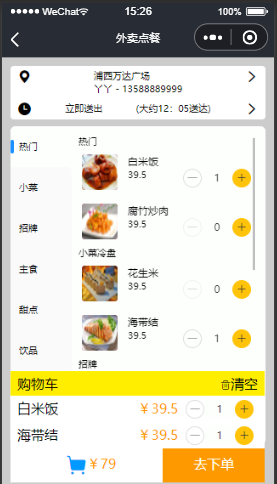 WeChat 15:26 100%
外卖点餐
浦西万达广场
丫丫 - 13588889999
立即送出 (大约12：05送达)
热门
小菜
招牌
主食
甜点
饮品
热门
白米饭
39.5
1
腐竹炒肉
39.5
0
小菜冷盘
花生米
39.5
0
海带结
39.5
1
招牌
购物车 清空
白米饭 ¥39.5 1
海带结 ¥39.5 1
¥79 去下单